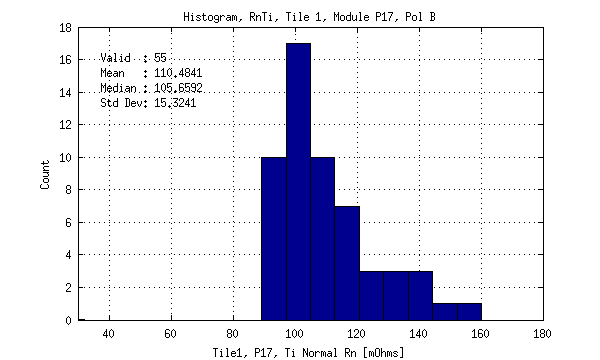 Histogram, RnTi, Tile 1, Module P17, Pol B
18
16
14
12
10
8
6
4
2
0
Valid : 55
Mean : 110.4841
Median : 105.6592
Std Dev: 15.3241
Count
40 60 80 100 120 140 160 180
Tile1, P17, Ti Normal Rn [mOhms]